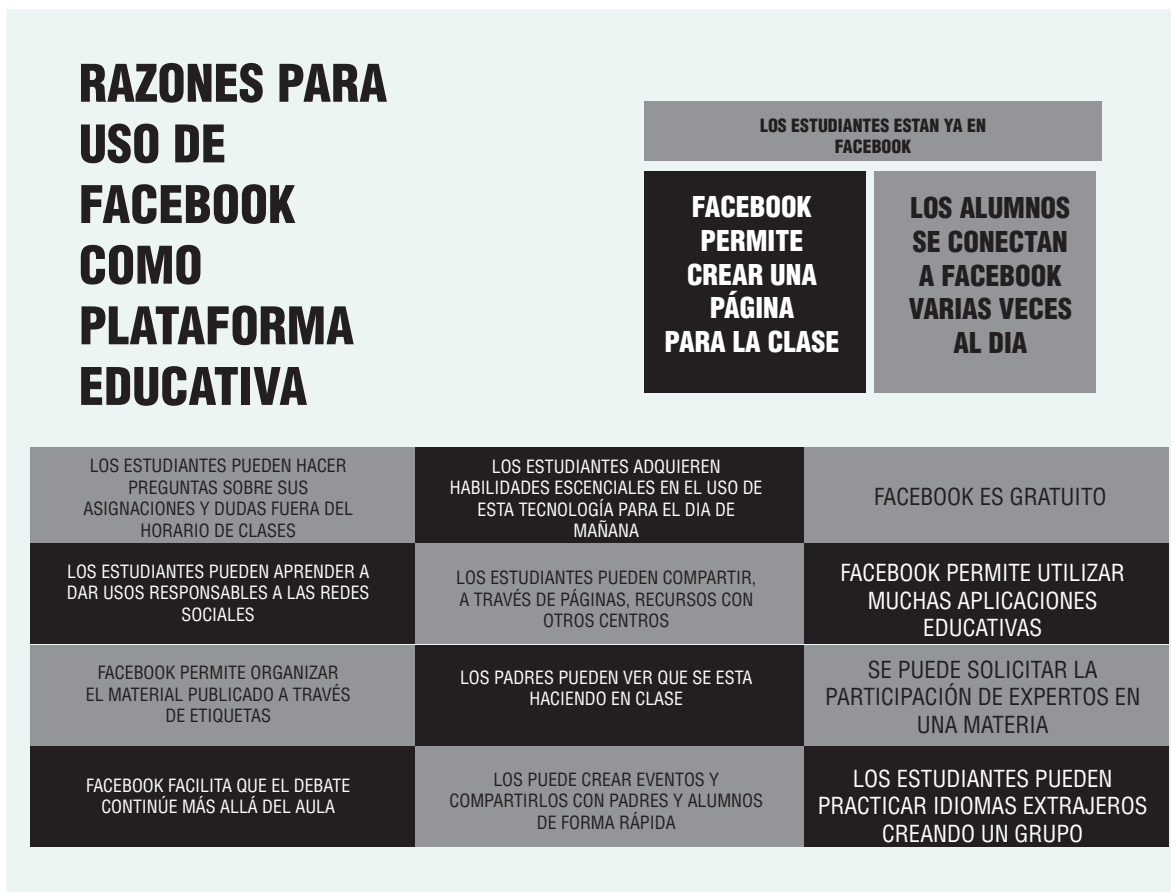 RAZONES PARA
USO DE
FACEBOOK
COMO
PLATAFORMA
EDUCATIVA
LOS ESTUDIANTES ESTAN YA EN
FACEBOOK
FACEBOOK
PERMITE
CREAR UNA
PÁGINA
PARA LA CLASE
LOS ALUMNOS
SE CONECTAN
A FACEBOOK
VARIAS VECES
AL DIA
LOS ESTUDIANTES PUEDEN HACER
PREGUNTAS SOBRE SUS
ASIGNACIONES Y DUDAS FUERA DEL
HORARIO DE CLASES
LOS ESTUDIANTES ADQUIEREN
HABILIDADES ESCENCIALES EN EL USO DE
ESTA TECNOLOGÍA PARA EL DIA DE
MAÑANA
FACEBOOK ES GRATUITO
LOS ESTUDIANTES PUEDEN APRENDER A
DAR USOS RESPONSABLES A LAS REDES
SOCIALES
LOS ESTUDIANTES PUEDEN COMPARTIR,
A TRAVÉS DE PÁGINAS, RECURSOS CON
OTROS CENTROS
FACEBOOK PERMITE UTILIZAR
MUCHAS APLICACIONES
EDUCATIVAS
FACEBOOK PERMITE ORGANIZAR
EL MATERIAL PUBLICADO A TRAVÉS
DE ETIQUETAS
LOS PADRES PUEDEN VER QUE SE ESTA
HACIENDO EN CLASE
SE PUEDE SOLICITAR LA
PARTICIPACIÓN DE EXPERTOS EN
UNA MATERIA
FACEBOOK FACILITA QUE EL DEBATE
CONTINÚE MÁS ALLÁ DEL AULA
LOS PUEDE CREAR EVENTOS Y
COMPARTIRLOS CON PADRES Y ALUMNOS
DE FORMA RÁPIDA
LOS ESTUDIANTES PUEDEN
PRACTICAR IDIOMAS EXTRAJEROS
CREANDO UN GRUPO